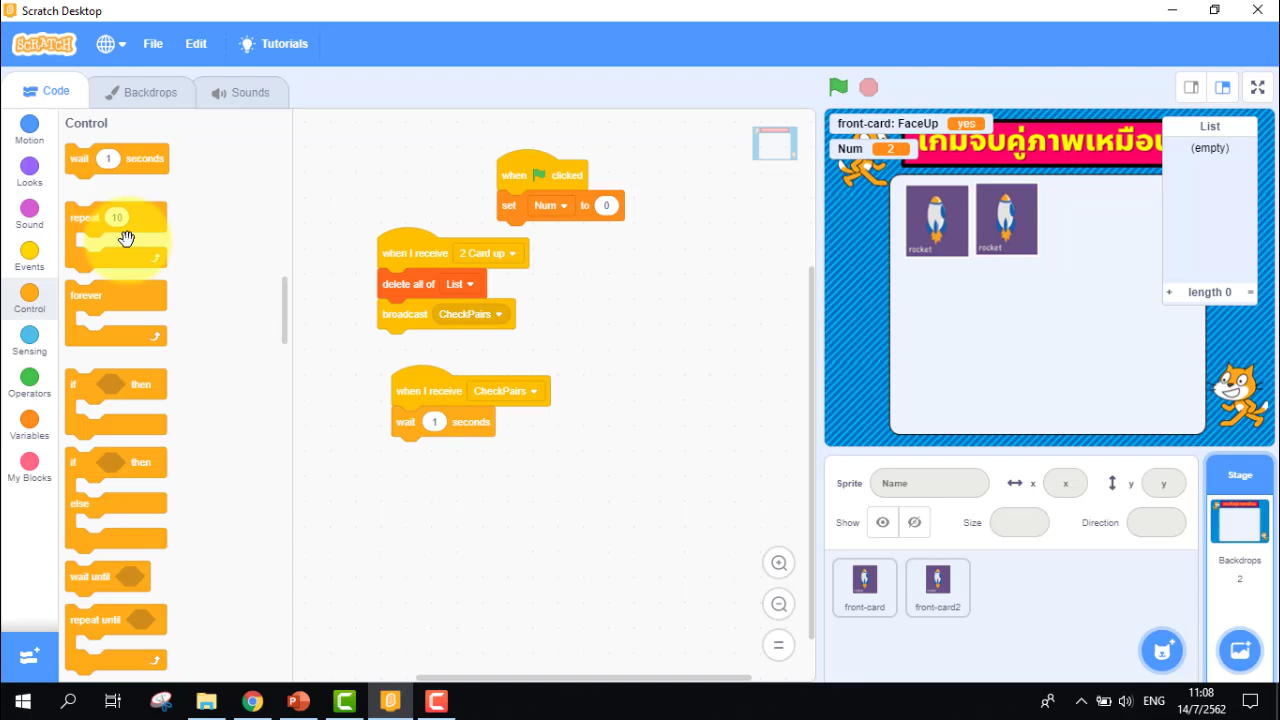 Scratch Desktop
SCRATCH
File
Edit
Tutorials
Code
Backdrops
Sounds
Motion
Looks
Sound
Events
Control
Sensing
Operators
Variables
My Blocks
Control
wait 1 seconds
repeat 10
forever
if then
if then
else
wait until
repeat until
when clicked
set Num to 0
when I receive 2 Card up
delete all of List
broadcast CheckPairs
when I receive CheckPairs
wait 1 seconds
front-card: FaceUp yes
Num 2
เกมจับคู่ภาพเหมือน
List
(empty)
+ length 0 =
rocket
rocket
Sprite Name x x y y
Show Size Direction
front-card
front-card2
Stage
Backdrops
2
ENG
11:08
14/7/2562